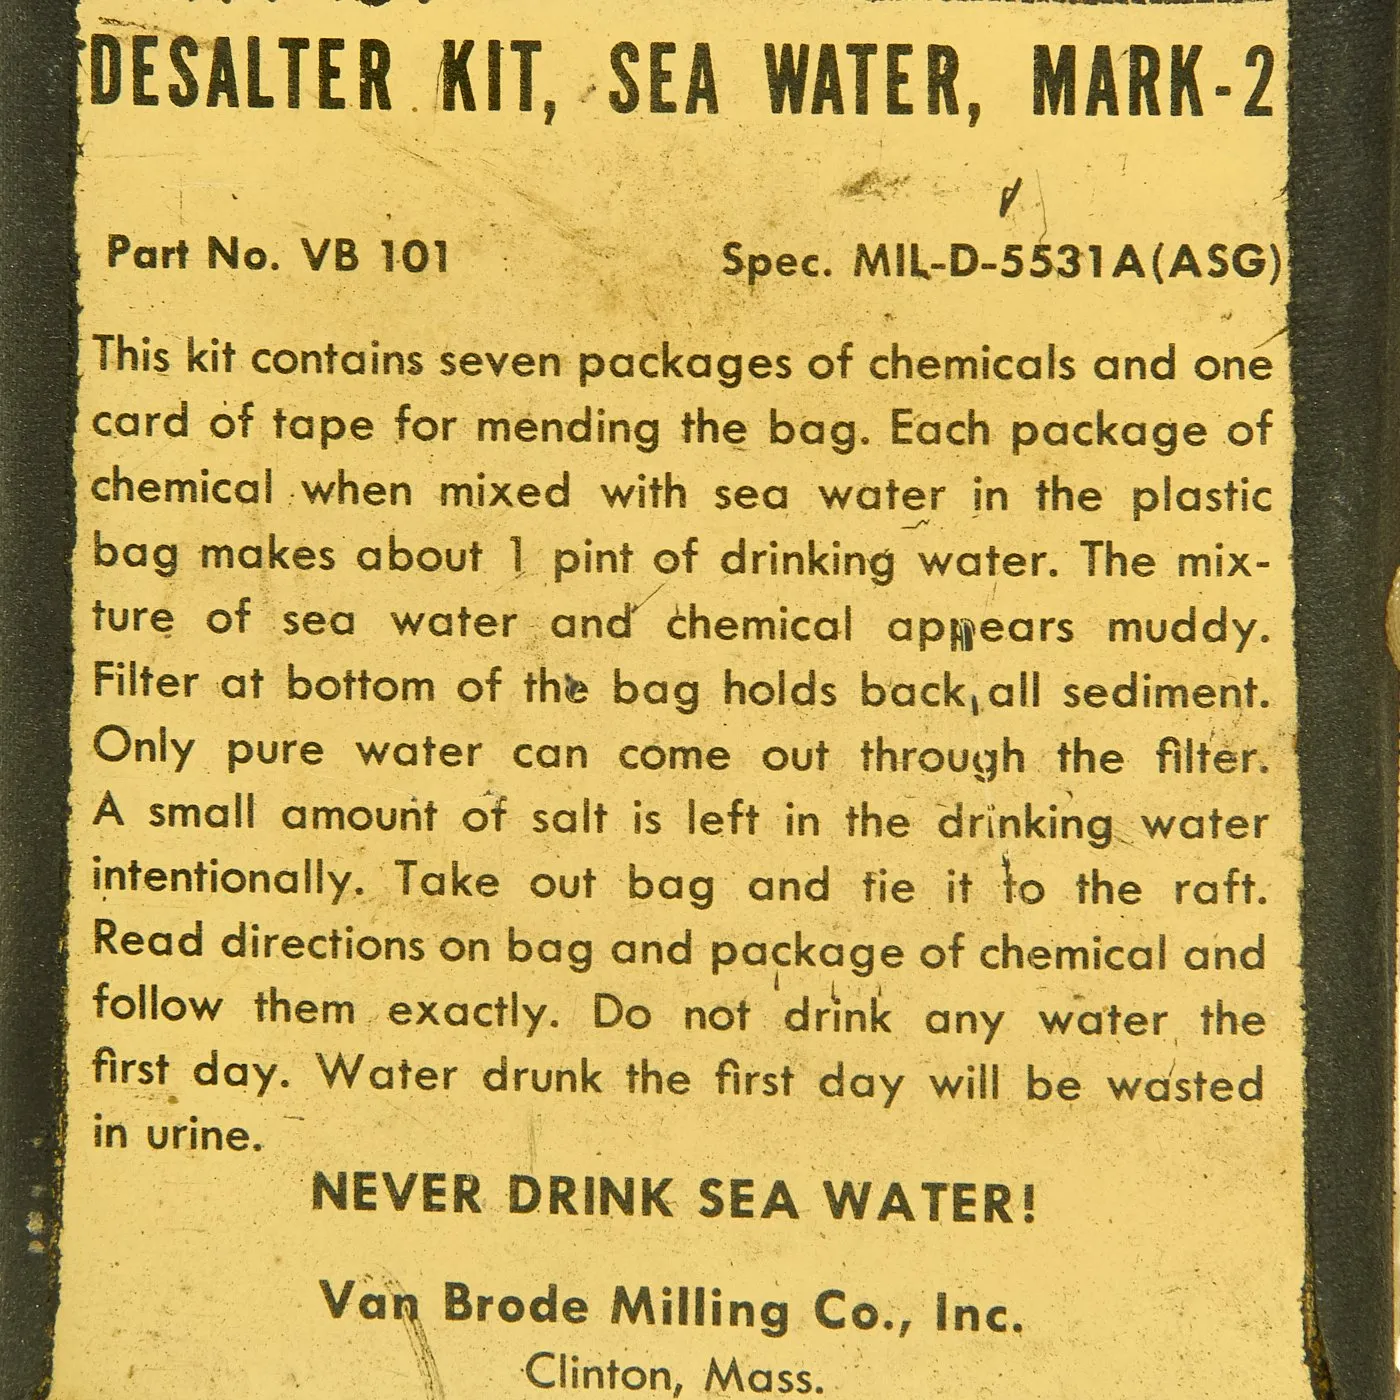 DESALTER KIT, SEA WATER, MARK-2
Part No. VB 101 Spec. MIL-D-5531A(ASG)
This kit contains seven packages of chemicals and one
card of tape for mending the bag. Each package of
chemical when mixed with sea water in the plastic
bag makes about 1 pint of drinking water. The mix-
ture of sea water and chemical appears muddy.
Filter at bottom of the bag holds back all sediment.
Only pure water can come out through the filter.
A small amount of salt is left in the drinking water
intentionally. Take out bag and tie it to the raft.
Read directions on bag and package of chemical and
follow them exactly. Do not drink any water the
first day. Water drunk the first day will be wasted
in urine.
NEVER DRINK SEA WATER!
Van Brode Milling Co., Inc.
Clinton, Mass.